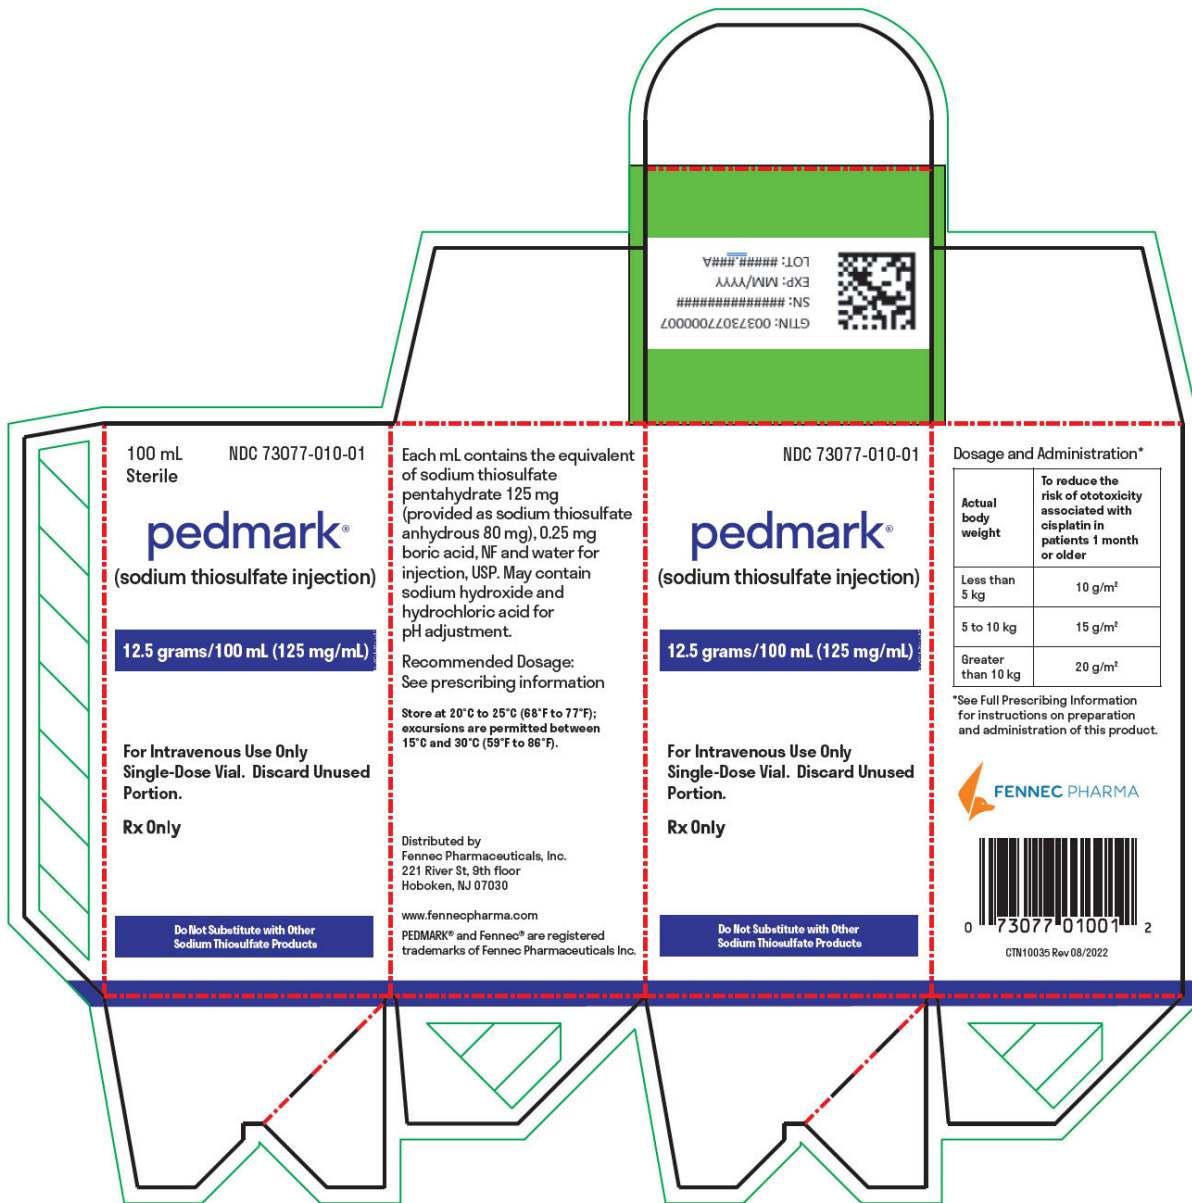 GTIN: 00373077000007
SN: ##############
EXP: MM/YYYY
LOT: #####.###A
100 mL NDC 73077-010-01
Sterile
pedmark®
(sodium thiosulfate injection)
12.5 grams/100 mL (125 mg/mL)
For Intravenous Use Only
Single-Dose Vial. Discard Unused
Portion.
Rx Only
Do Not Substitute with Other
Sodium Thiosulfate Products
Each mL contains the equivalent
of sodium thiosulfate
pentahydrate 125 mg
(provided as sodium thiosulfate
anhydrous 80 mg), 0.25 mg
boric acid, NF and water for
injection, USP. May contain
sodium hydroxide and
hydrochloric acid for
pH adjustment.
Recommended Dosage:
See prescribing information
Store at 20°C to 25°C (68°F to 77°F);
excursions are permitted between
15°C and 30°C (59°F to 86°F).
Distributed by
Fennec Pharmaceuticals, Inc.
221 River St, 9th floor
Hoboken, NJ 07030
www.fennecpharma.com
PEDMARK® and Fennec® are registered
trademarks of Fennec Pharmaceuticals Inc.
NDC 73077-010-01
pedmark®
(sodium thiosulfate injection)
12.5 grams/100 mL (125 mg/mL)
For Intravenous Use Only
Single-Dose Vial. Discard Unused
Portion.
Rx Only
Do Not Substitute with Other
Sodium Thiosulfate Products
Dosage and Administration*
Actual
body
weight
To reduce the
risk of ototoxicity
associated with
cisplatin in
patients 1 month
or older
Less than
5 kg
10 g/m²
5 to 10 kg
15 g/m²
Greater
than 10 kg
20 g/m²
*See Full Prescribing Information
for instructions on preparation
and administration of this product.
FENNEC PHARMA
0 73077 01001 2
CTN10035 Rev 08/2022